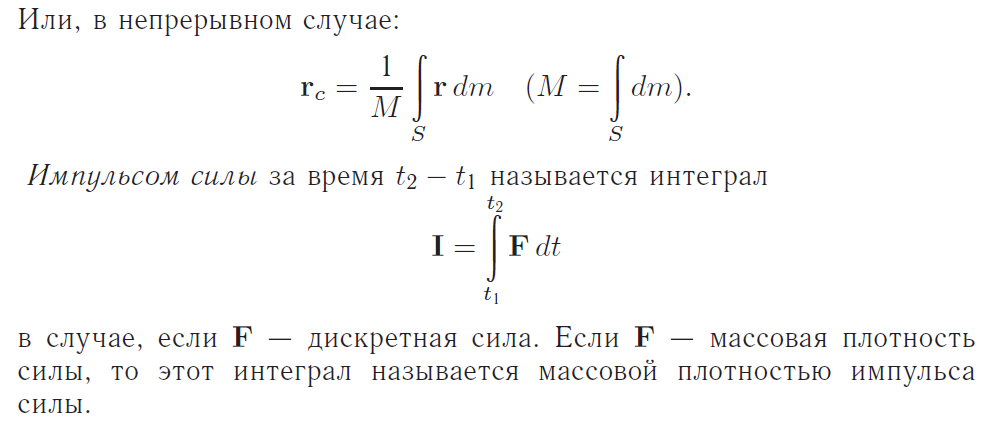 Или, в непрерывном случае:
$$\mathbf{r}_c = \frac{1}{M} \int\limits_S \mathbf{r}\, dm \quad (M = \int\limits_S dm).$$
Импульсом силы за время $t_2 - t_1$ называется интеграл
$$\mathbf{I} = \int\limits_{t_1}^{t_2} \mathbf{F}\, dt$$
в случае, если $\mathbf{F}$ — дискретная сила. Если $\mathbf{F}$ — массовая плотность
силы, то этот интеграл называется массовой плотностью импульса
силы.